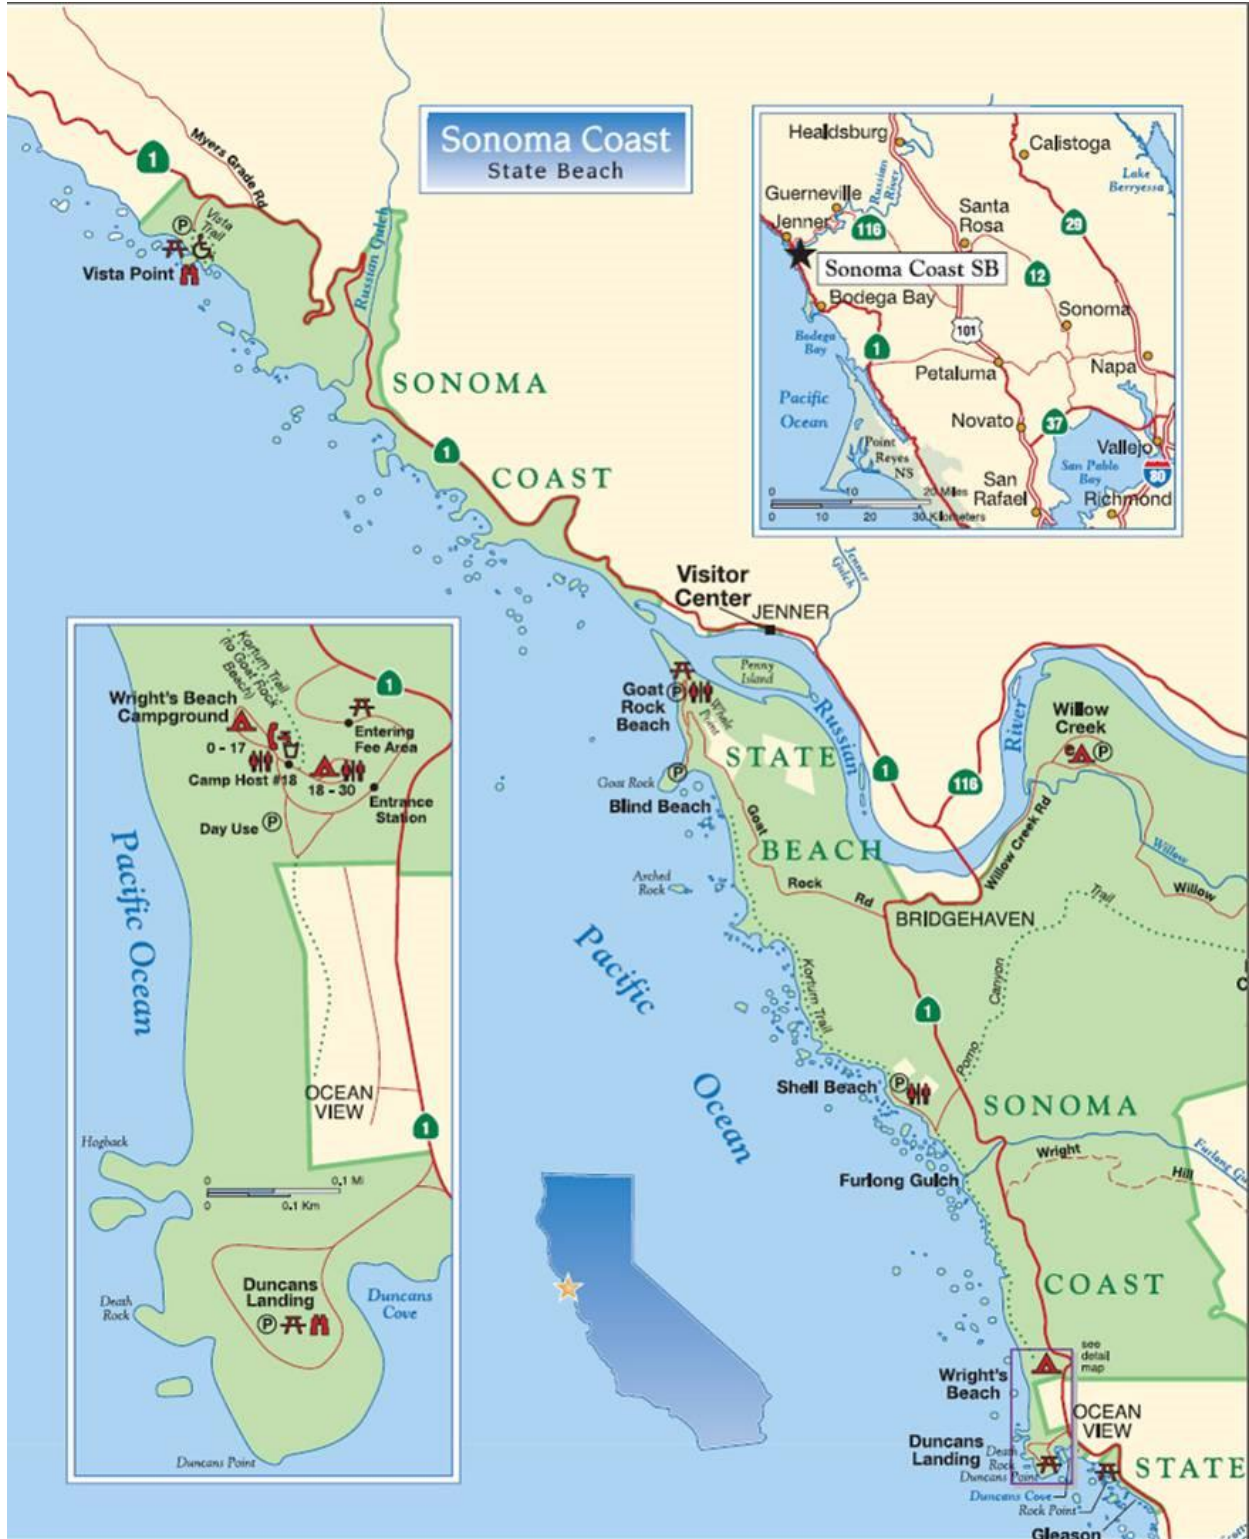 Sonoma Coast
State Beach
1
Myers Grade Rd
Russian Gulch
P
Vista
Trail
Vista Point
SONOMA
1
COAST
Healdsburg
Calistoga
Lake
Berryessa
Russian
River
Guerneville
Jenner
116
Santa
Rosa
29
Sonoma Coast SB
12
Bodega Bay
Sonoma
101
Bodega
Bay
1
Petaluma
Napa
Pacific
Ocean
Novato
37
Point
Reyes
NS
Vallejo
San Pablo
Bay
80
San
Rafael
Richmond
0 10 20 Miles
0 10 20 30 Kilometers
Jenner
Gulch
Visitor
Center
JENNER
Penny
Island
Goat
Rock
Beach
P
Whale
Point
Russian
River
Willow
Creek
e
P
STATE
1
116
Goat Rock
P
Blind Beach
Goat
Rock
Rd
BEACH
Willow Creek Rd
Willow
Willow
Arched
Rock
BRIDGEHAVEN
Trail
Canyon
Pomo
Pacific
Ocean
Kortum Trail
1
C
Shell Beach
P
SONOMA
Wright
Hill
Furlong Gu
Furlong Gulch
COAST
see
detail
map
Wright's
Beach
OCEAN
VIEW
Duncans
Landing
Death
Rock
Duncans Point
Duncans Cove
Rock Point
STATE
Gleason
Kortum Trail
(to Goat Rock
Beach)
1
Wright's Beach
Campground
0 - 17
Entering
Fee Area
Camp Host #18
18 - 30
Entrance
Station
Day Use P
Pacific Ocean
OCEAN
VIEW
1
Hogback
0 0.1 Mi
0 0.1 Km
Duncans
Landing
P
Death
Rock
Duncans
Cove
Duncans Point